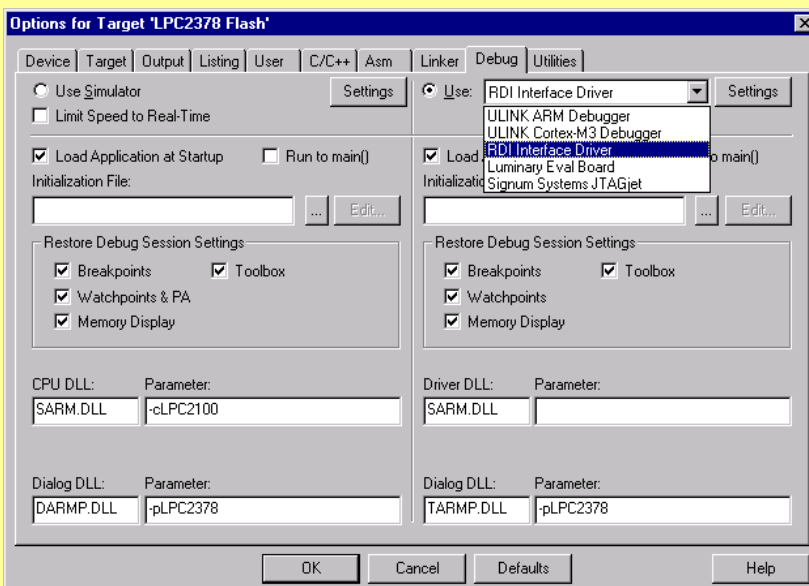 Options for Target 'LPC2378 Flash'
Device Target Output Listing User C/C++ Asm Linker Debug Utilities
Use Simulator Settings
Limit Speed to Real-Time
Use: RDI Interface Driver Settings
ULINK ARM Debugger
ULINK Cortex-M3 Debugger
RDI Interface Driver
Luminary Eval Board
Signum Systems JTAGjet
Load Application at Startup Run to main()
Initialization File:
... Edit...
Restore Debug Session Settings
Breakpoints Toolbox
Watchpoints & PA
Memory Display
CPU DLL: Parameter:
SARM.DLL -cLPC2100
Dialog DLL: Parameter:
DARMP.DLL -pLPC2378
Load o main()
Initializatio
... Edit...
Restore Debug Session Settings
Breakpoints Toolbox
Watchpoints
Memory Display
Driver DLL: Parameter:
SARM.DLL
Dialog DLL: Parameter:
TARMP.DLL -pLPC2378
OK Cancel Defaults Help